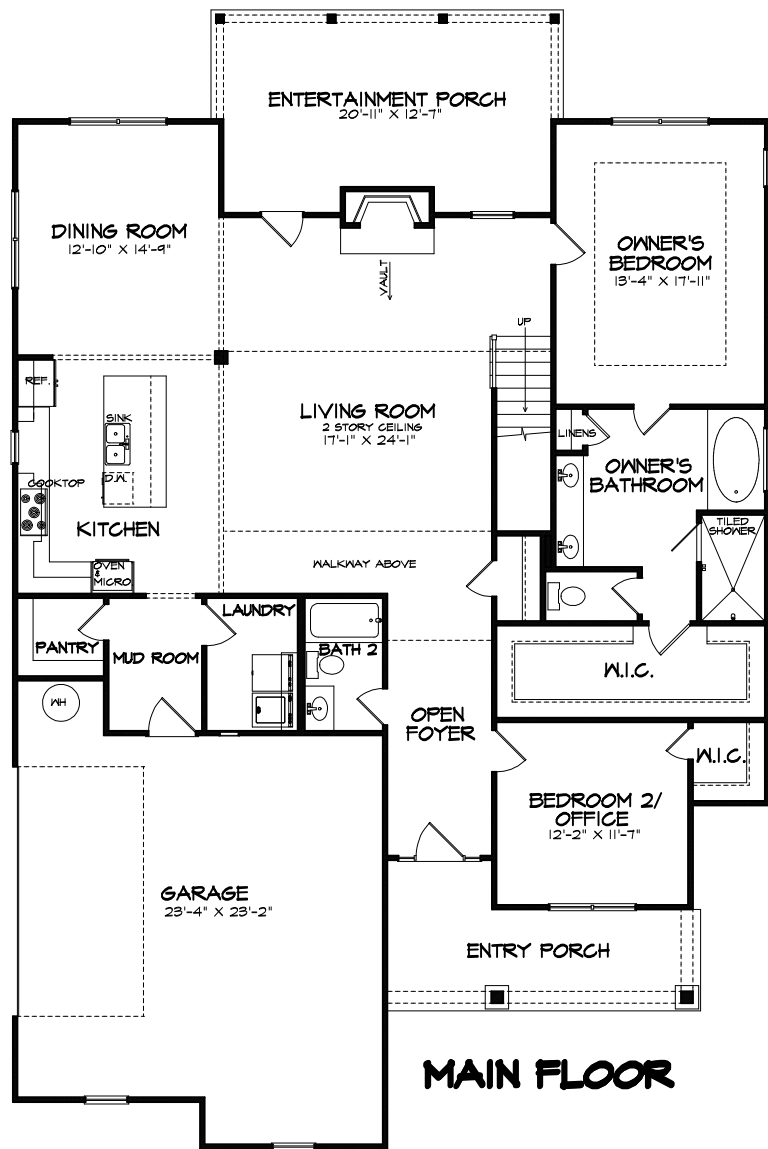 ENTERTAINMENT PORCH
20'-11" X 12'-7"
DINING ROOM
12'-10" X 14'-9"
OWNER'S
BEDROOM
13'-4" X 17'-11"
VAULT
UP
REF.
SINK
D.W.
COOKTOP
KITCHEN
OVEN
&
MICRO
LIVING ROOM
2 STORY CEILING
17'-1" X 24'-1"
LINENS
OWNER'S
BATHROOM
TILED
SHOWER
WALKWAY ABOVE
PANTRY
MUD ROOM
LAUNDRY
BATH 2
W.I.C.
WH
OPEN
FOYER
W.I.C.
BEDROOM 2/
OFFICE
12'-2" X 11'-7"
GARAGE
23'-4" X 23'-2"
ENTRY PORCH
MAIN FLOOR